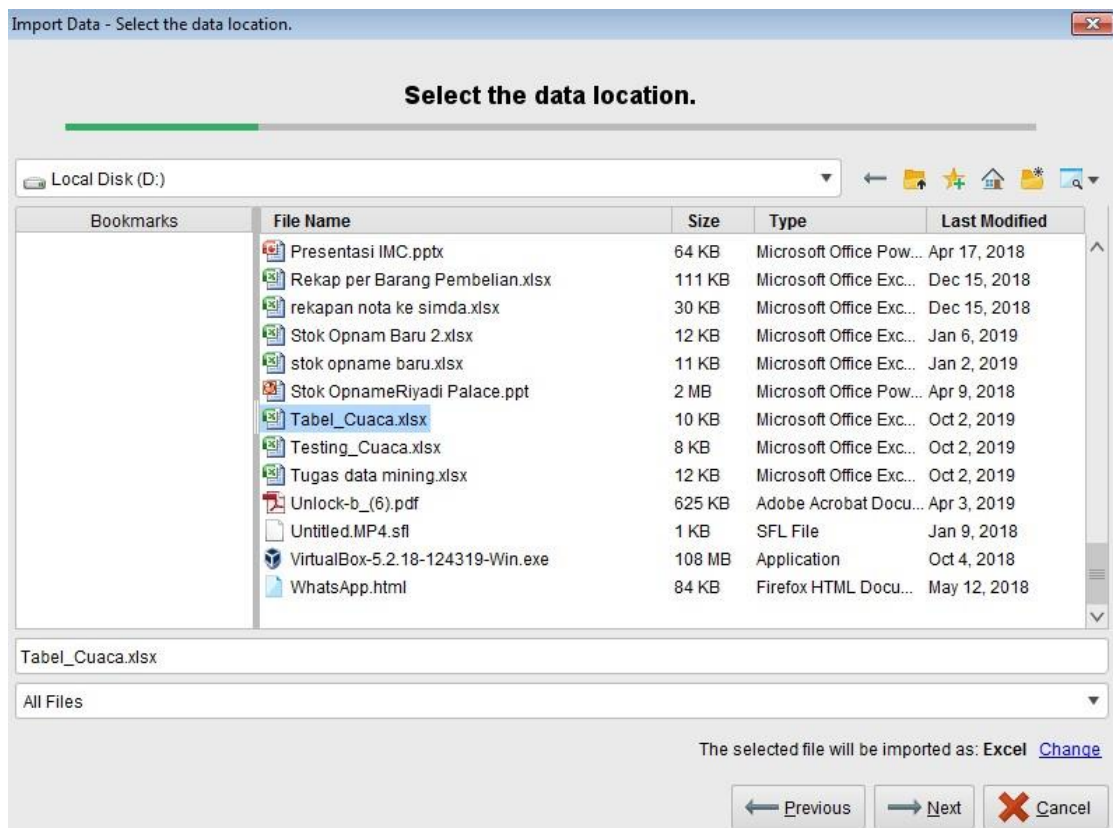 Import Data - Select the data location.
Select the data location.
Local Disk (D:)
Bookmarks File Name Size Type Last Modified
Presentasi IMC.pptx 64 KB Microsoft Office Pow... Apr 17, 2018
Rekap per Barang Pembelian.xlsx 111 KB Microsoft Office Exc... Dec 15, 2018
rekapan nota ke simda.xlsx 30 KB Microsoft Office Exc... Dec 15, 2018
Stok Opnam Baru 2.xlsx 12 KB Microsoft Office Exc... Jan 6, 2019
stok opname baru.xlsx 11 KB Microsoft Office Exc... Jan 2, 2019
Stok OpnameRiyadi Palace.ppt 2 MB Microsoft Office Pow... Apr 9, 2018
Tabel_Cuaca.xlsx 10 KB Microsoft Office Exc... Oct 2, 2019
Testing_Cuaca.xlsx 8 KB Microsoft Office Exc... Oct 2, 2019
Tugas data mining.xlsx 12 KB Microsoft Office Exc... Oct 2, 2019
Unlock-b_(6).pdf 625 KB Adobe Acrobat Docu... Apr 3, 2019
Untitled.MP4.sfl 1 KB SFL File Jan 9, 2018
VirtualBox-5.2.18-124319-Win.exe 108 MB Application Oct 4, 2018
WhatsApp.html 84 KB Firefox HTML Docu... May 12, 2018
Tabel_Cuaca.xlsx
All Files
The selected file will be imported as: Excel Change
Previous Next Cancel